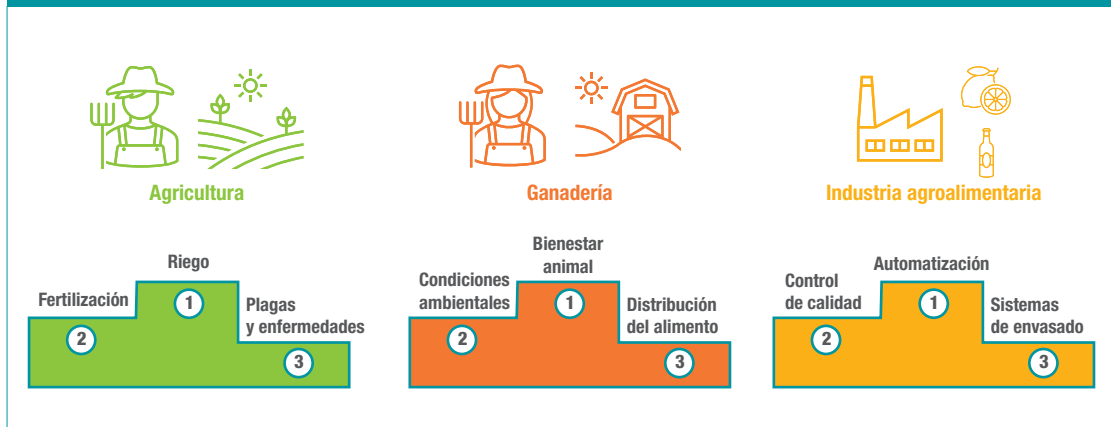 Agricultura
Ganadería
Industria agroalimentaria
Riego
1
Fertilización
2
Plagas
y enfermedades
3
Bienestar
animal
1
Condiciones
ambientales
2
Distribución
del alimento
3
Automatización
1
Control
de calidad
2
Sistemas
de envasado
3